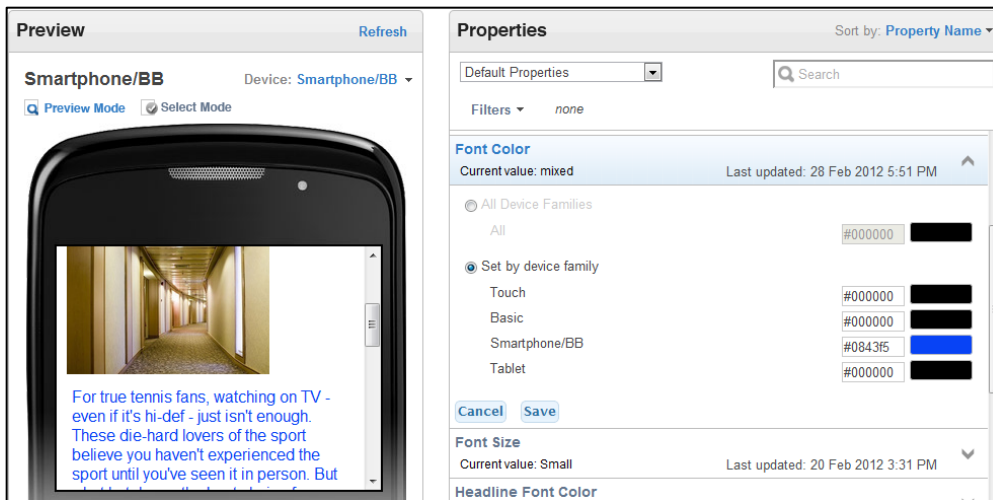 Preview
Refresh
Smartphone/BB
Device: Smartphone/BB
Preview Mode
Select Mode
For true tennis fans, watching on TV -
even if it's hi-def - just isn't enough.
These die-hard lovers of the sport
believe you haven't experienced the
sport until you've seen it in person. But
Properties
Sort by: Property Name
Default Properties
Search
Filters
none
Font Color
Current value: mixed
Last updated: 28 Feb 2012 5:51 PM
All Device Families
All
#000000
Set by device family
Touch
#000000
Basic
#000000
Smartphone/BB
#0843f5
Tablet
#000000
Cancel
Save
Font Size
Current value: Small
Last updated: 20 Feb 2012 3:31 PM
Headline Font Color